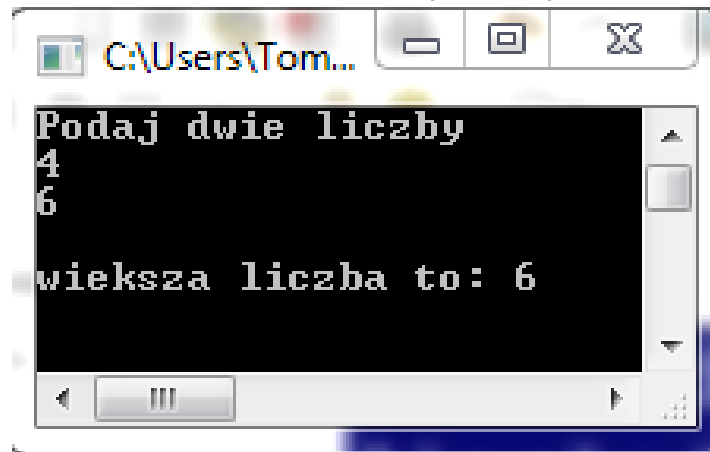 C:\Users\Tom...
Podaj dwie liczby
4
6
wieksza liczba to: 6